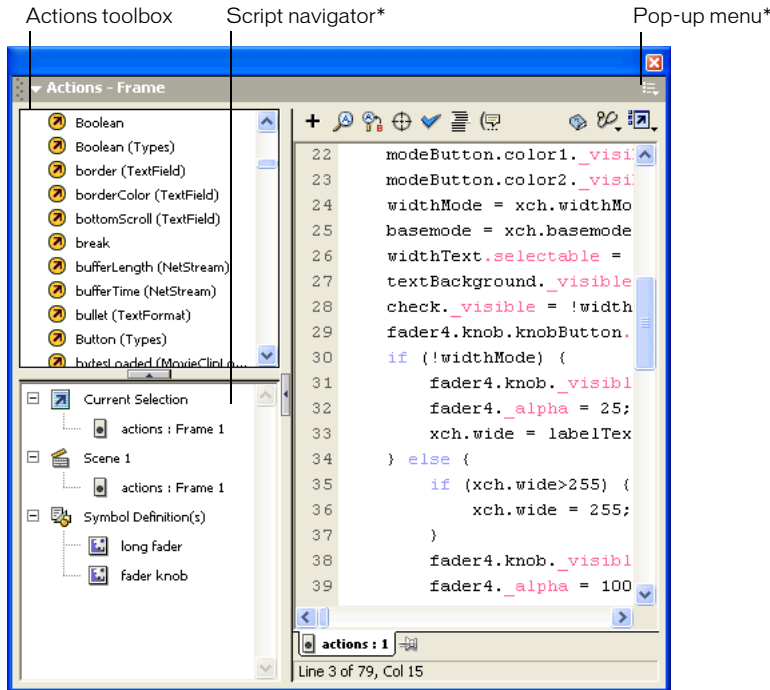 Actions toolbox
Script navigator*
Pop-up menu*
Actions - Frame
Boolean
Boolean (Types)
border (TextField)
borderColor (TextField)
bottomScroll (TextField)
break
bufferLength (NetStream)
bufferTime (NetStream)
bullet (TextFormat)
Button (Types)
bytesLoaded (MovieClipLo...
Current Selection
actions : Frame 1
Scene 1
actions : Frame 1
Symbol Definition(s)
long fader
fader knob
22 modeButton.color1._visi
23 modeButton.color2._visi
24 widthMode = xch.widthMo
25 basemode = xch.basemode
26 widthText.selectable =
27 textBackground._visible
28 check._visible = !width
29 fader4.knob.knobButton.
30 if (!widthMode) {
31 fader4.knob._visibl
32 fader4._alpha = 25;
33 xch.wide = labelTex
34 } else {
35 if (xch.wide>255) {
36 xch.wide = 255;
37 }
38 fader4.knob._visibl
39 fader4._alpha = 100
actions : 1
Line 3 of 79, Col 15